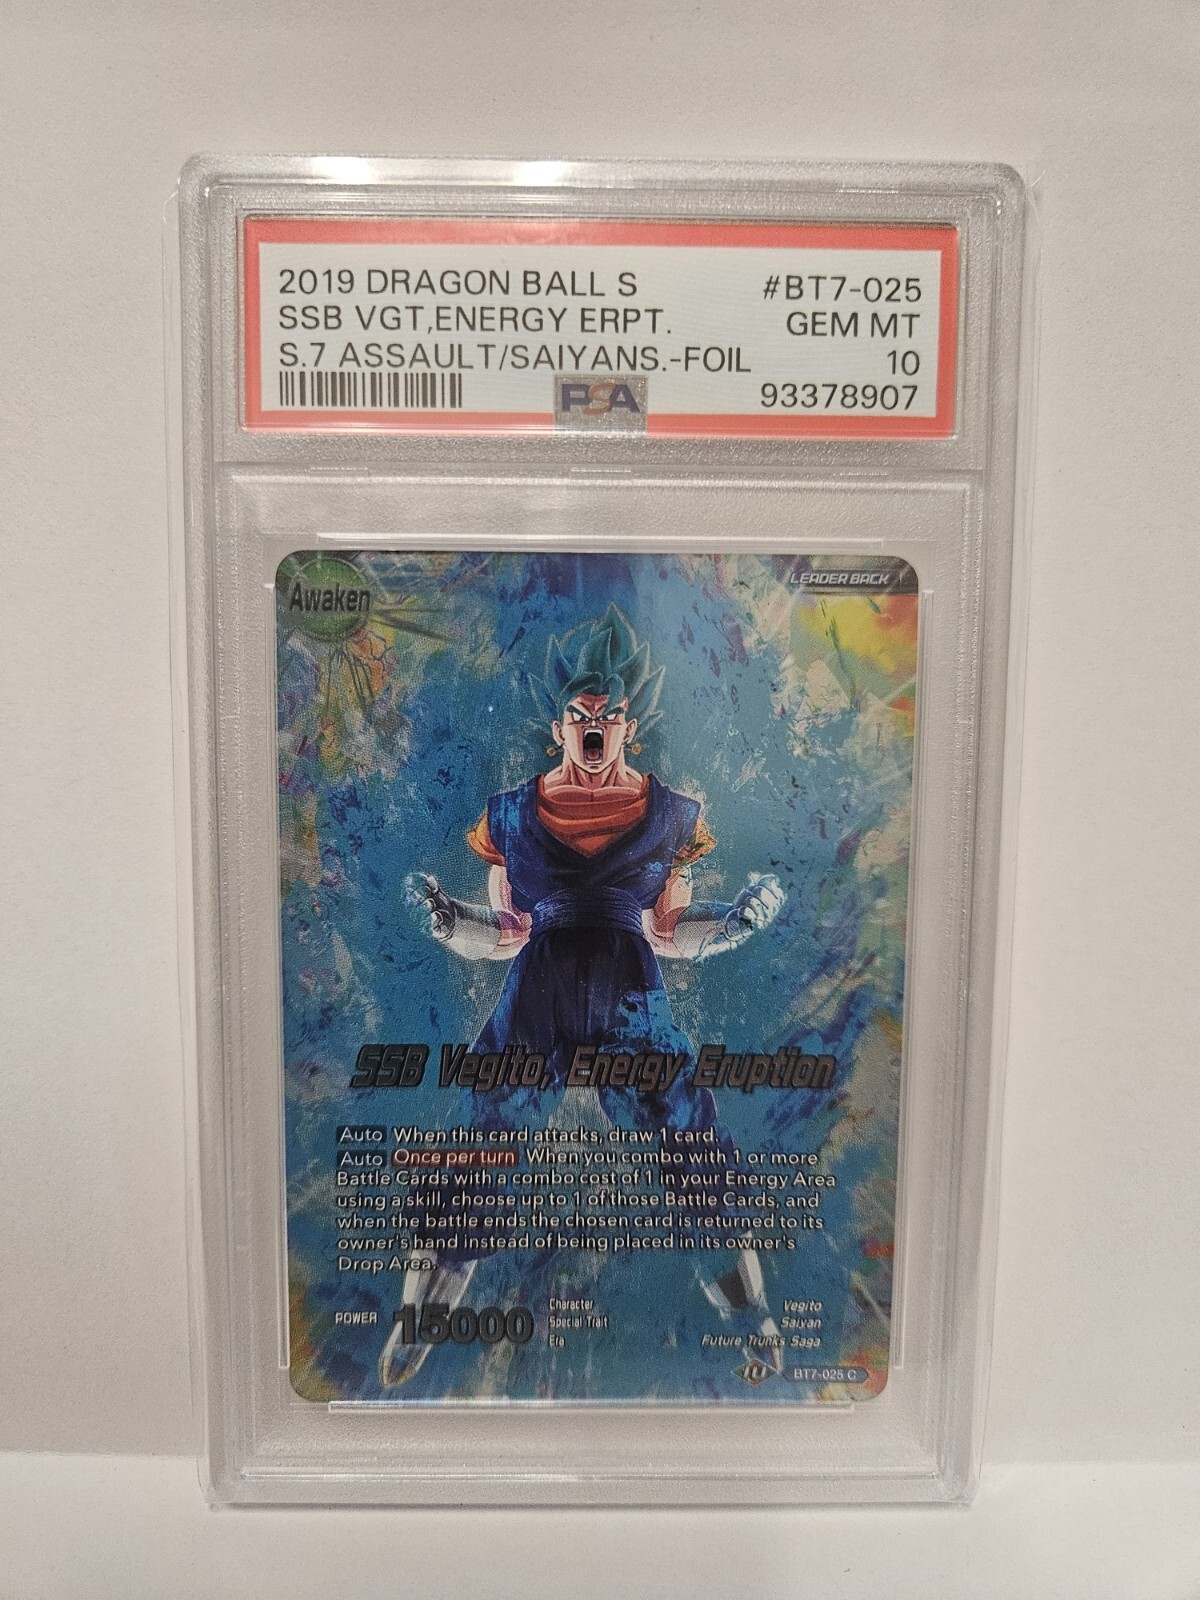 2019 DRAGON BALL S #BT7-025
SSB VGT,ENERGY ERPT. GEM MT
S.7 ASSAULT/SAIYANS.-FOIL 10
PSA 93378907
Awaken LEADER BACK
SSB Vegito, Energy Eruption
Auto When this card attacks, draw 1 card.
Auto Once per turn When you combo with 1 or more
Battle Cards with a combo cost of 1 in your Energy Area
using a skill, choose up to 1 of those Battle Cards, and
when the battle ends the chosen card is returned to its
owner's hand instead of being placed in its owner's
Drop Area.
POWER 15000
Character Vegito
Special Trait Saiyan
Era Future Trunks Saga
BT7-025 C